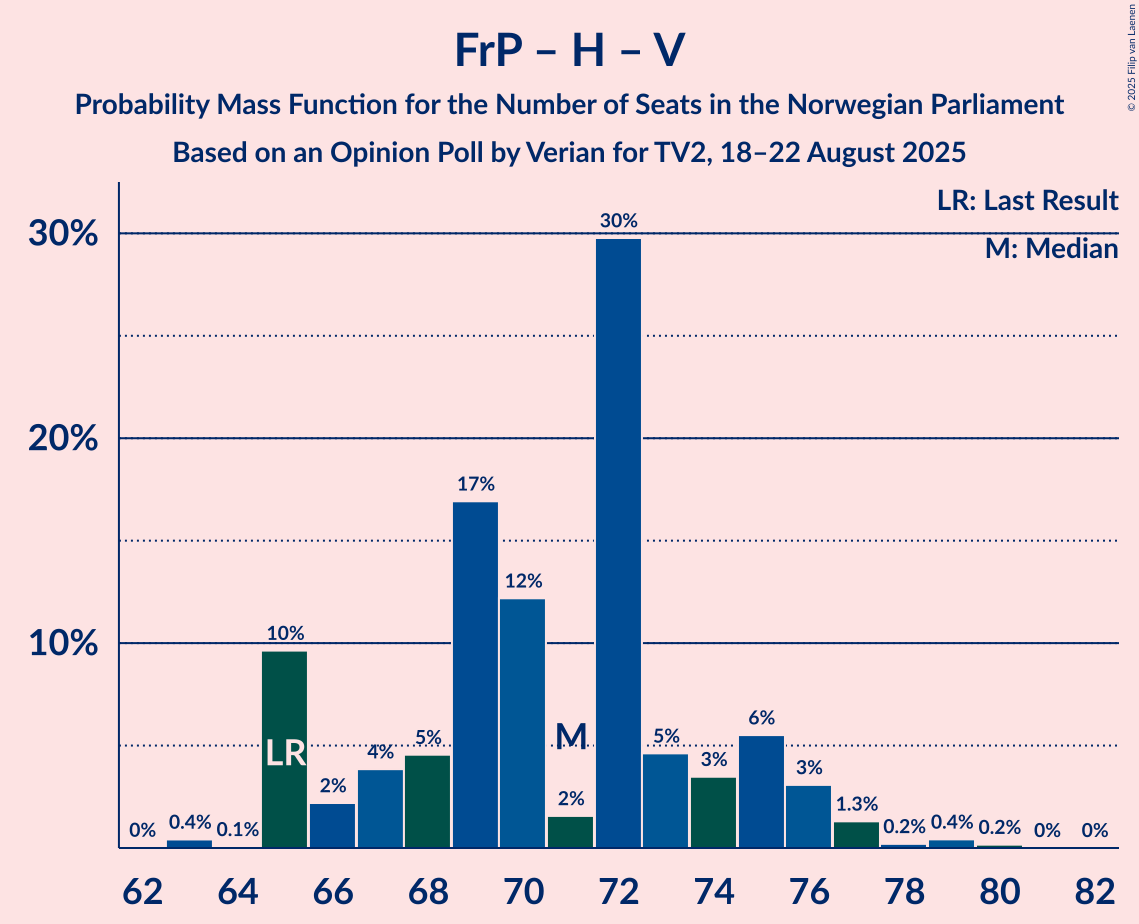 FrP – H – V
Probability Mass Function for the Number of Seats in the Norwegian Parliament
Based on an Opinion Poll by Verian for TV2, 18–22 August 2025
© 2025 Filip van Laenen
LR: Last Result
M: Median
30%
20%
10%
0%
0.4%
0.1%
10%
2%
4%
5%
17%
12%
2%
30%
5%
3%
6%
3%
1.3%
0.2%
0.4%
0.2%
0%
0%
LR
M
62 64 66 68 70 72 74 76 78 80 82